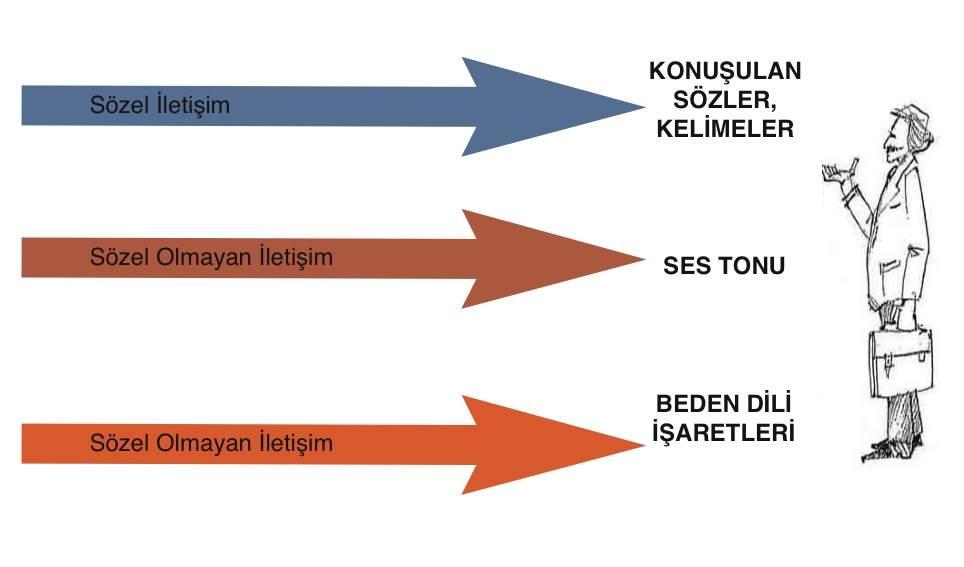 Sözel İletişim
KONUŞULAN
SÖZLER,
KELİMELER
Sözel Olmayan İletişim
SES TONU
Sözel Olmayan İletişim
BEDEN DİLİ
İŞARETLERİ